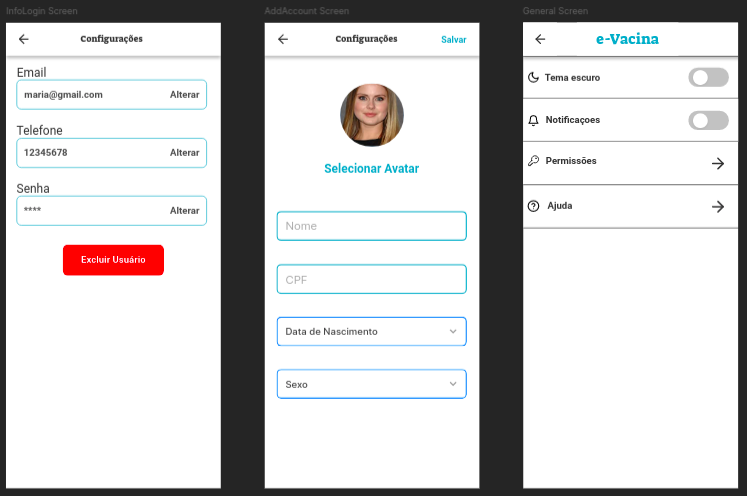 InfoLogin Screen
Configurações
Email
maria@gmail.com Alterar
Telefone
12345678 Alterar
Senha
**** Alterar
Excluir Usuário
AddAccount Screen
Configurações Salvar
Selecionar Avatar
Nome
CPF
Data de Nascimento
Sexo
General Screen
e-Vacina
Tema escuro
Notificaçoes
Permissões
Ajuda